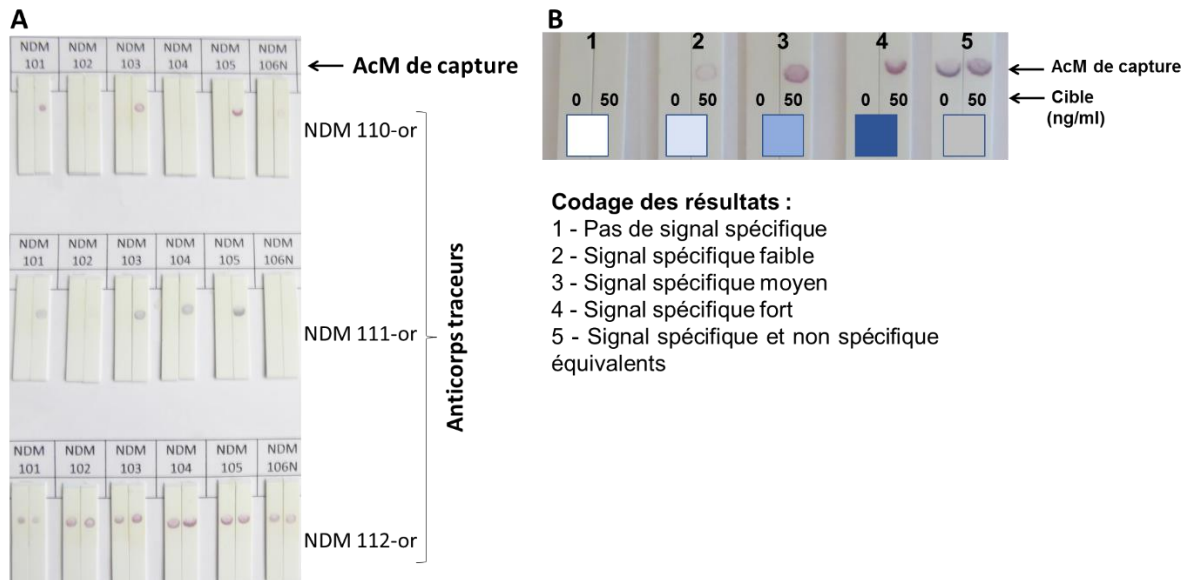 A
NDM 101 NDM 102 NDM 103 NDM 104 NDM 105 NDM 106N
AcM de capture
NDM 110-or
NDM 101 NDM 102 NDM 103 NDM 104 NDM 105 NDM 106N
NDM 111-or
Anticorps traceurs
NDM 101 NDM 102 NDM 103 NDM 104 NDM 105 NDM 106N
NDM 112-or
B
1 2 3 4 5
AcM de capture
0 50 0 50 0 50 0 50 0 50
Cible
(ng/ml)
Codage des résultats :
1 - Pas de signal spécifique
2 - Signal spécifique faible
3 - Signal spécifique moyen
4 - Signal spécifique fort
5 - Signal spécifique et non spécifique
équivalents